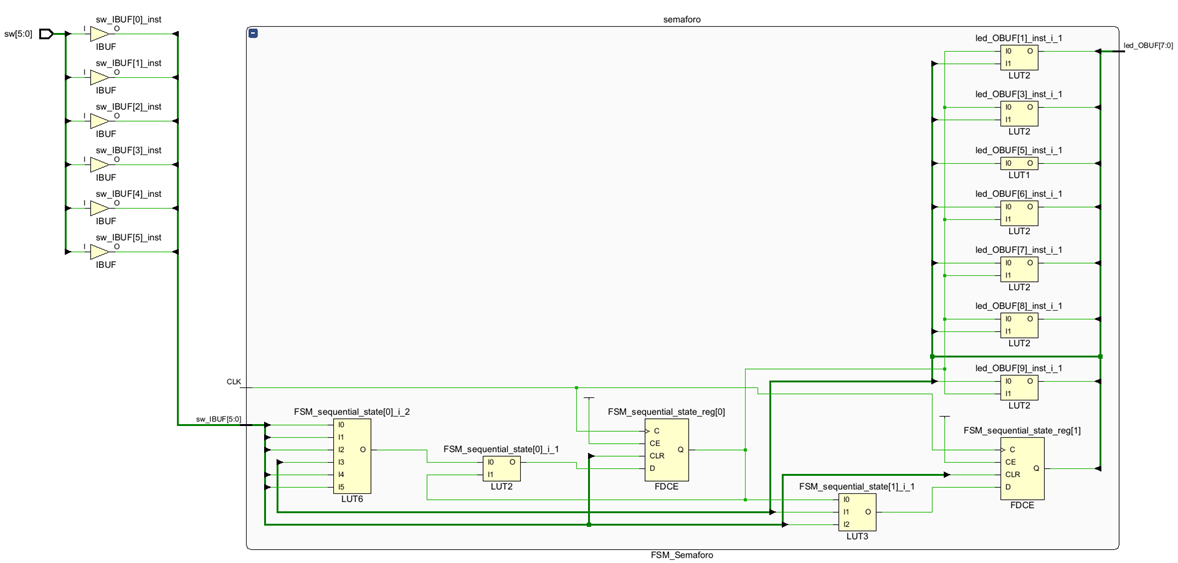 semaforo
sw[5:0]
sw_IBUF[0]_inst
I O
IBUF
sw_IBUF[1]_inst
I O
IBUF
sw_IBUF[2]_inst
I O
IBUF
sw_IBUF[3]_inst
I O
IBUF
sw_IBUF[4]_inst
I O
IBUF
sw_IBUF[5]_inst
I O
IBUF
led_OBUF[1]_inst_i_1
I0 O
I1
LUT2
led_OBUF[7:0]
led_OBUF[3]_inst_i_1
I0 O
I1
LUT2
led_OBUF[5]_inst_i_1
I0 O
LUT1
led_OBUF[6]_inst_i_1
I0 O
I1
LUT2
led_OBUF[7]_inst_i_1
I0 O
I1
LUT2
led_OBUF[8]_inst_i_1
I0 O
I1
LUT2
led_OBUF[9]_inst_i_1
I0 O
I1
LUT2
CLK
sw_IBUF[5:0]
FSM_sequential_state[0]_i_2
I0
I1
I2 O
I3
I4
I5
LUT6
FSM_sequential_state[0]_i_1
I0 O
I1
LUT2
FSM_sequential_state_reg[0]
C
CE
CLR Q
D
FDCE
FSM_sequential_state[1]_i_1
I0
I1 O
I2
LUT3
FSM_sequential_state_reg[1]
C
CE
CLR Q
D
FDCE
FSM_Semaforo